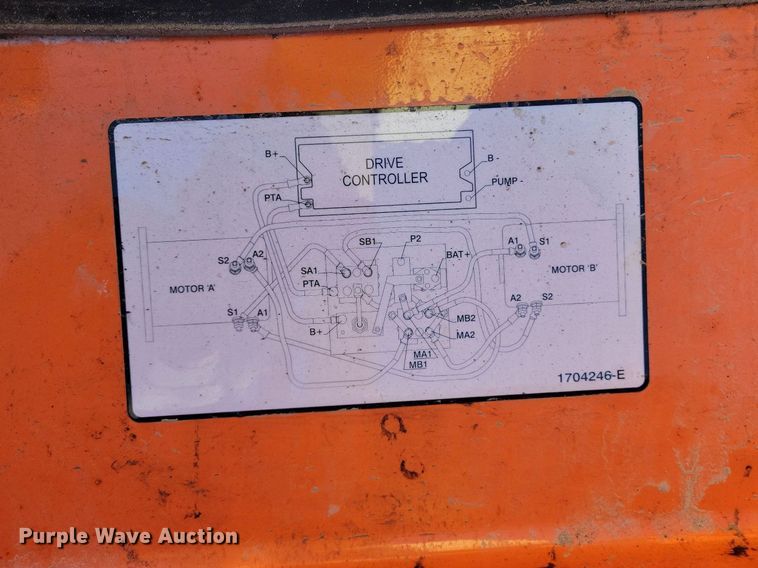 DRIVE
CONTROLLER
B+
B -
PTA
PUMP -
S2
A2
SB1
P2
A1
S1
SA1
BAT+
MOTOR 'A'
PTA
MOTOR 'B'
S1
A1
B+
MB2
A2
S2
MA2
MA1
MB1
1704246-E
Purple Wave Auction®